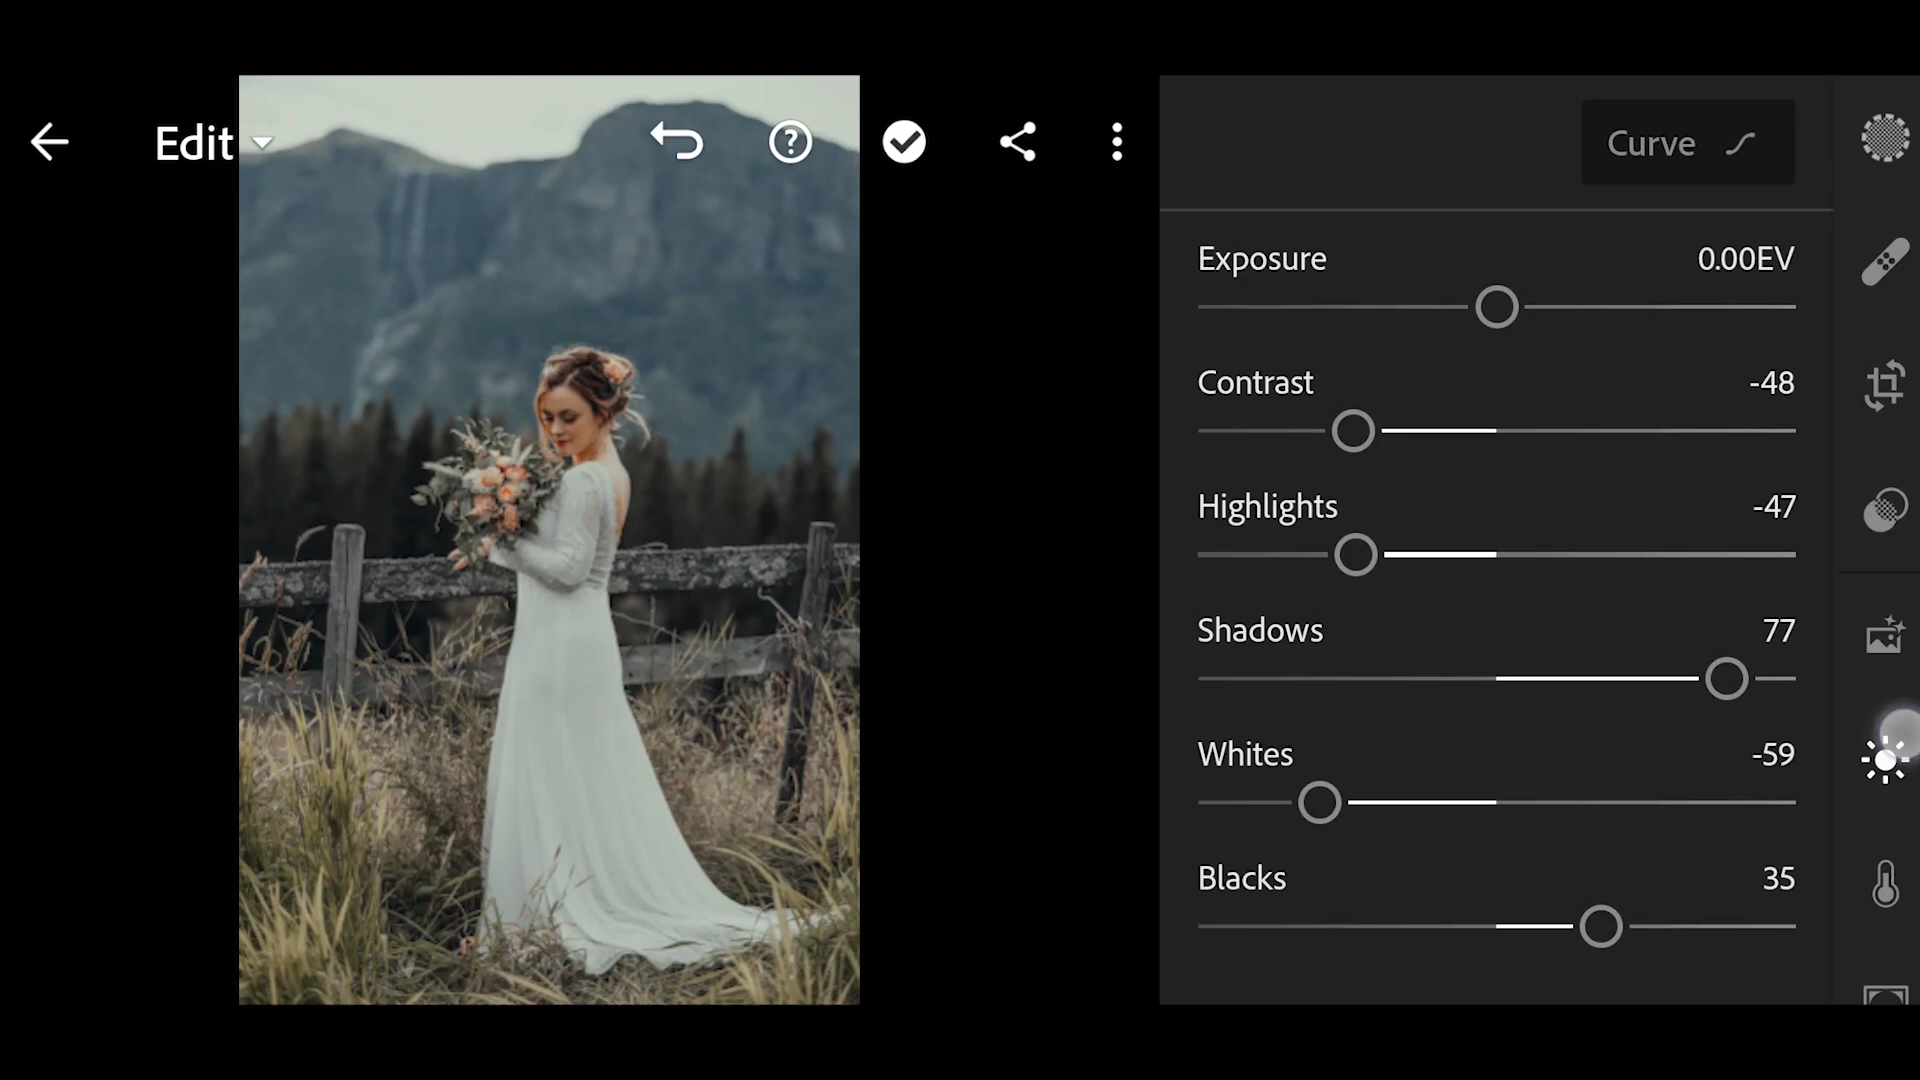 Edit
Curve
Exposure 0.00EV
Contrast -48
Highlights -47
Shadows 77
Whites -59
Blacks 35